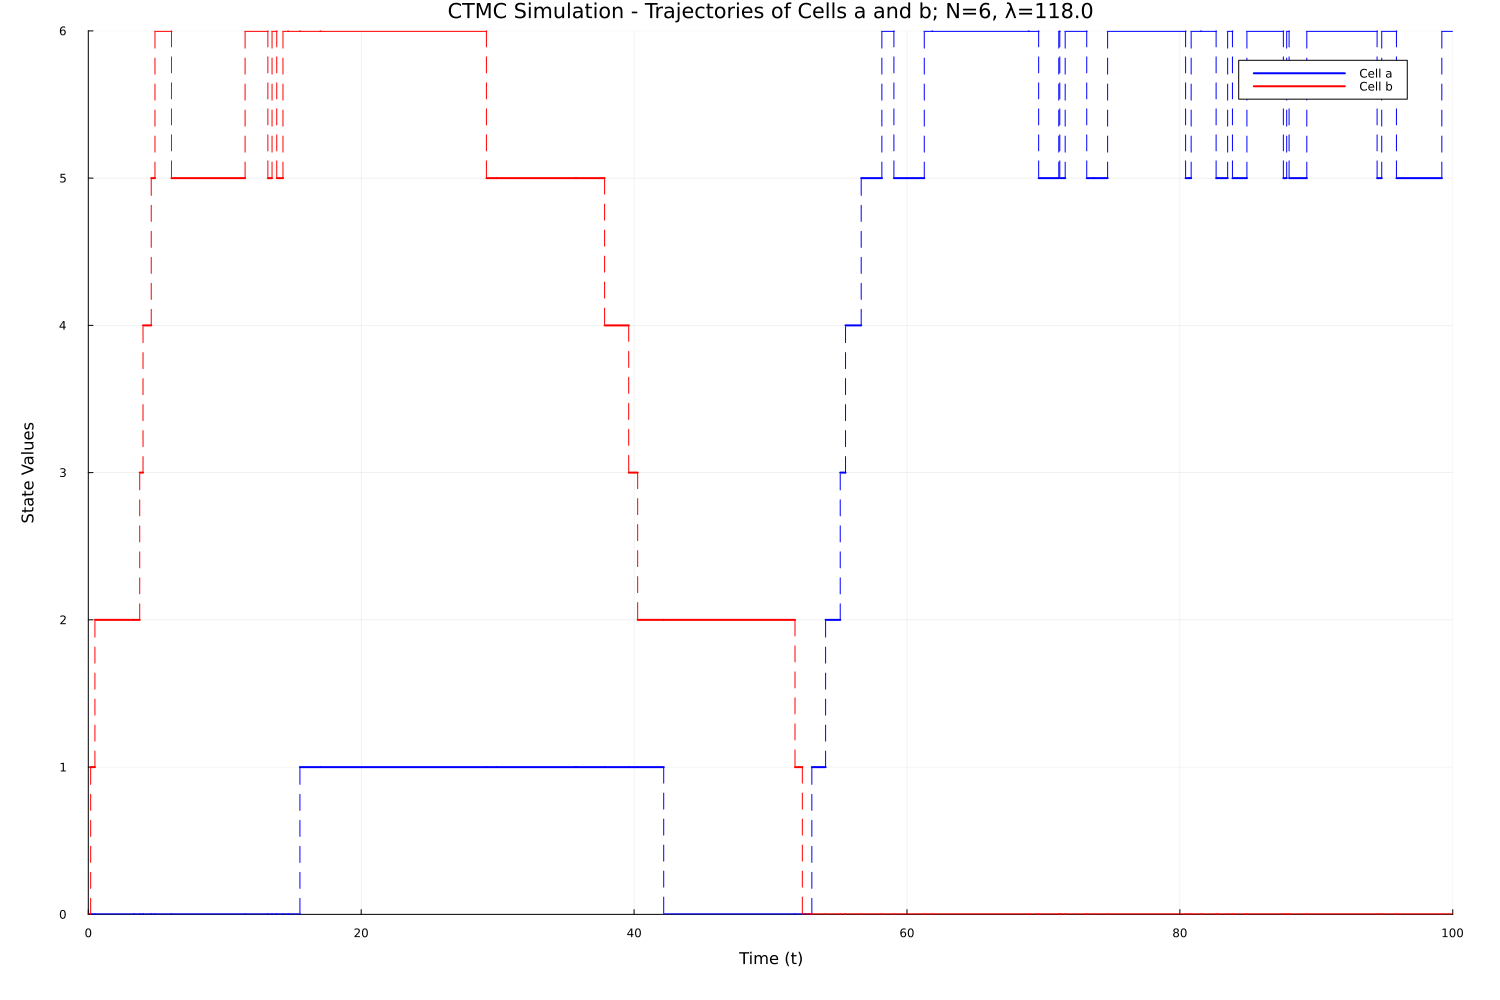 CTMC Simulation - Trajectories of Cells a and b; N=6, λ=118.0
6
5
4
3
2
1
0
State Values
Cell a
Cell b
0 20 40 60 80 100
Time (t)